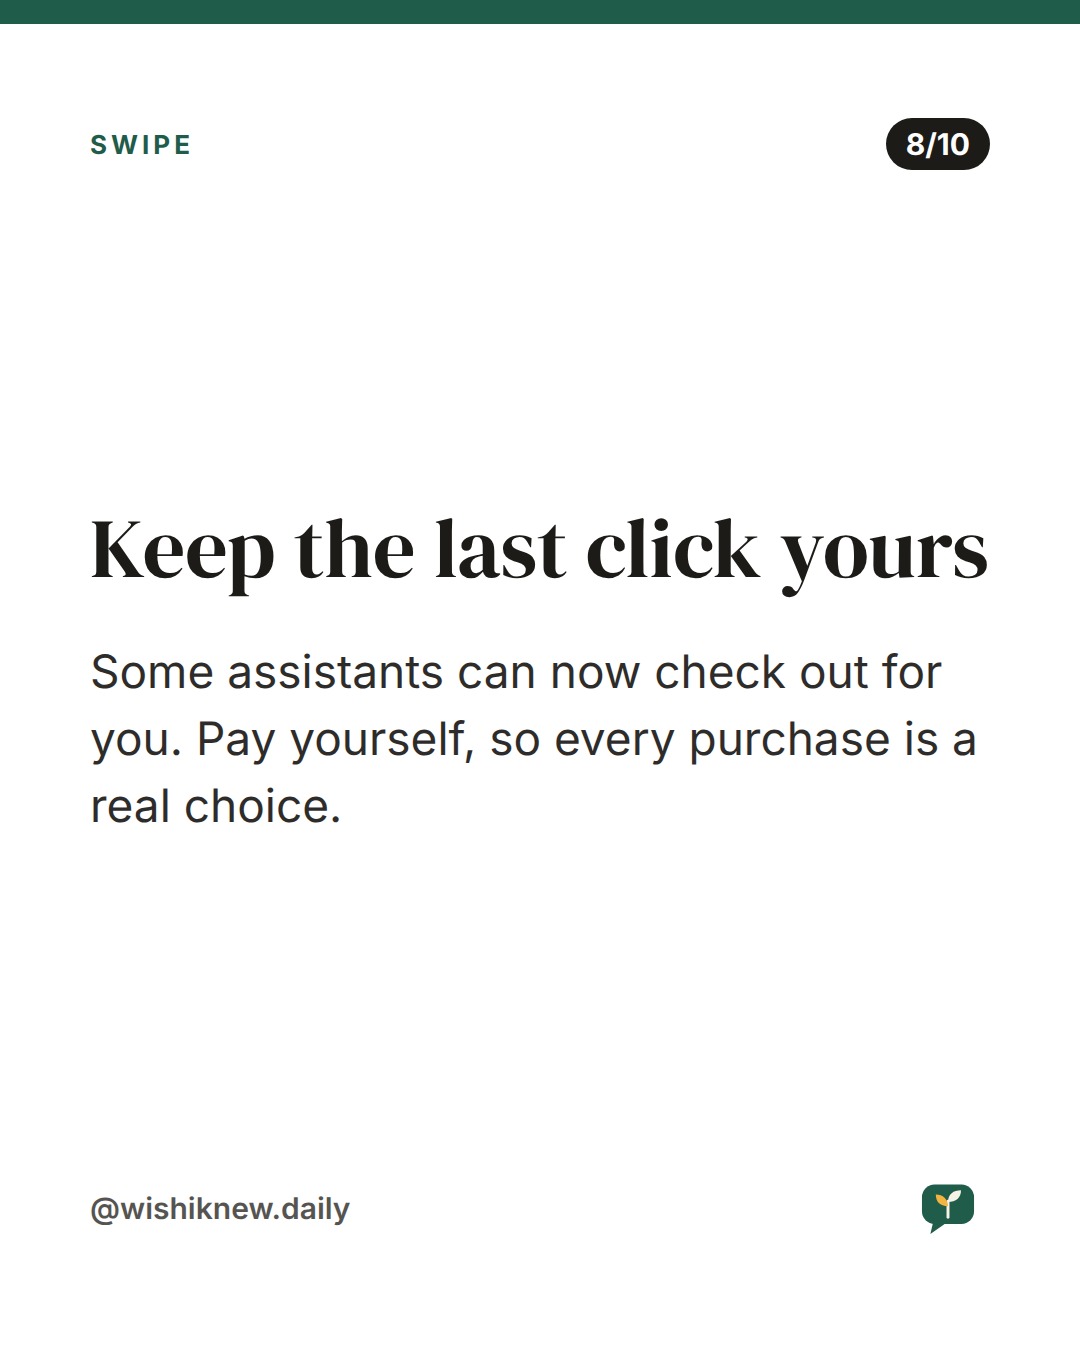 SWIPE
8/10
Keep the last click yours
Some assistants can now check out for
you. Pay yourself, so every purchase is a
real choice.
@wishiknew.daily